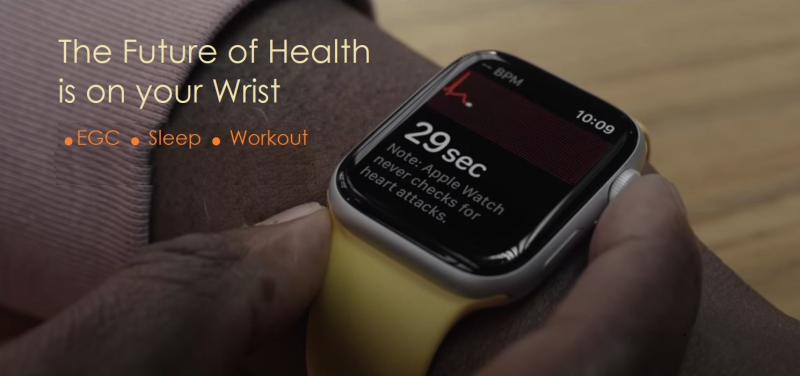 The Future of Health
is on your Wrist
•EGC • Sleep • Workout
-- BPM
10:09
29sec
Note: Apple Watch
never checks for
heart attacks.